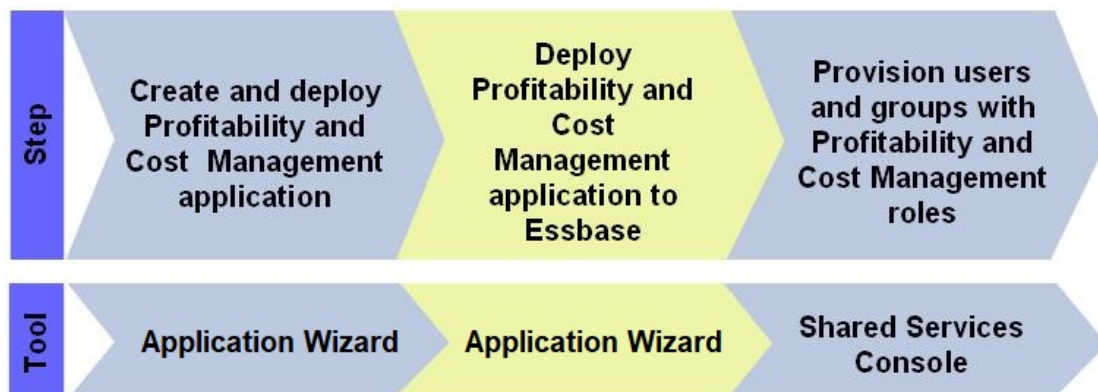 Step
Create and deploy
Profitability and
Cost Management
application
Deploy
Profitability and
Cost
Management
application to
Essbase
Provision users
and groups with
Profitability and
Cost Management
roles
Tool
Application Wizard
Application Wizard
Shared Services
Console